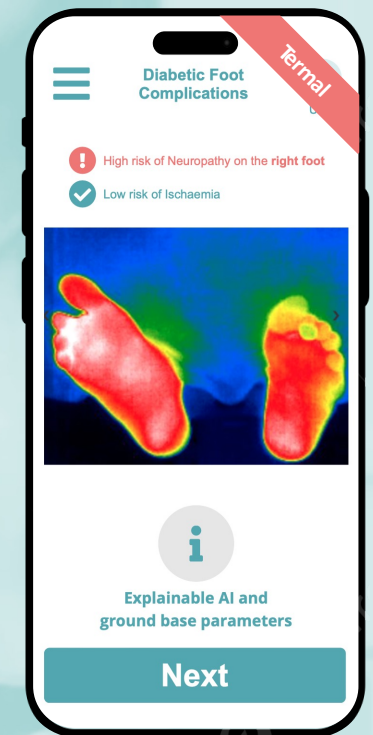 Termal
Diabetic Foot
Complications
High risk of Neuropathy on the right foot
Low risk of Ischaemia
Explainable AI and
ground base parameters
Next